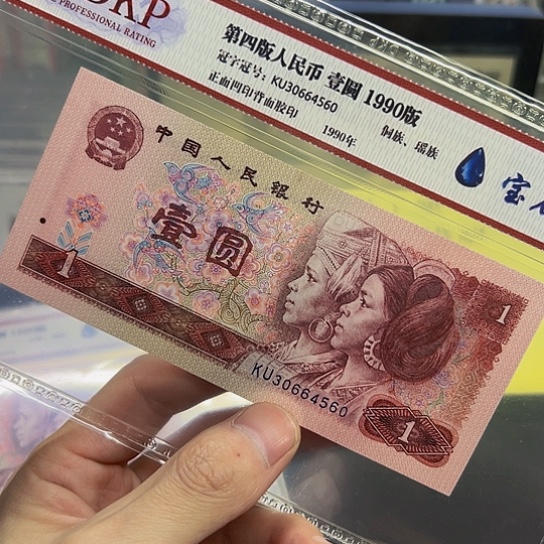 PROFESSIONAL RATING
第四版人民币 壹圆 1990版
冠字冠号: KU30664560 侗族、瑶族
正面凹印背面胶印 1990年
中国人民银行
壹圆
1
1
KU30664560
1